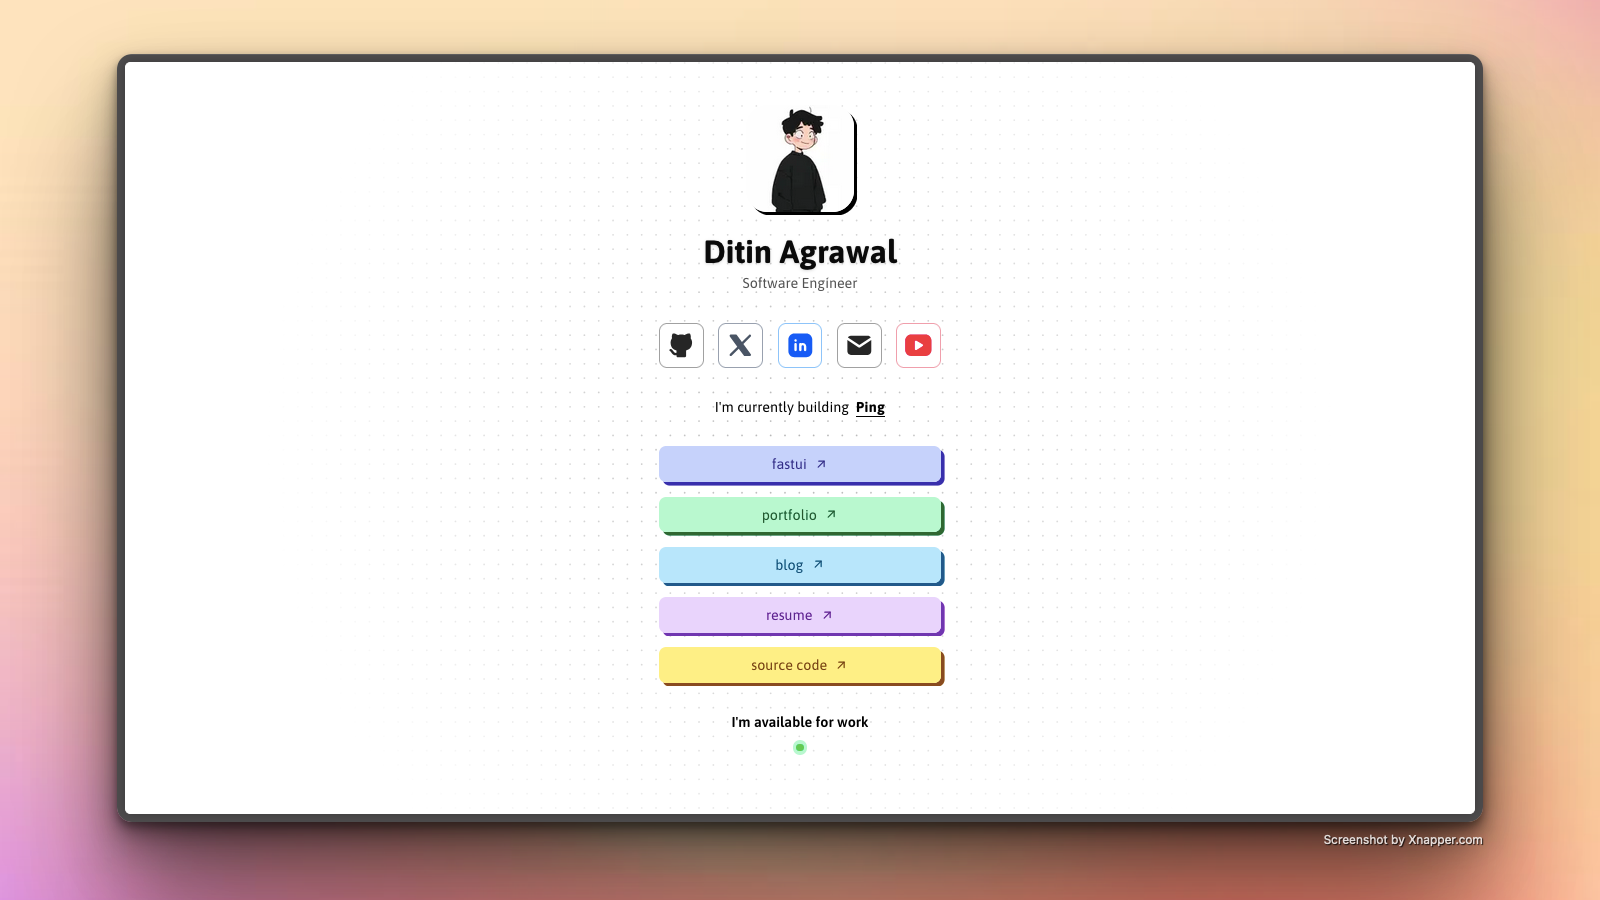 Ditin Agrawal
Software Engineer
in
I'm currently building Ping
fastui
portfolio
blog
resume
source code
I'm available for work
Screenshot by Xnapper.com